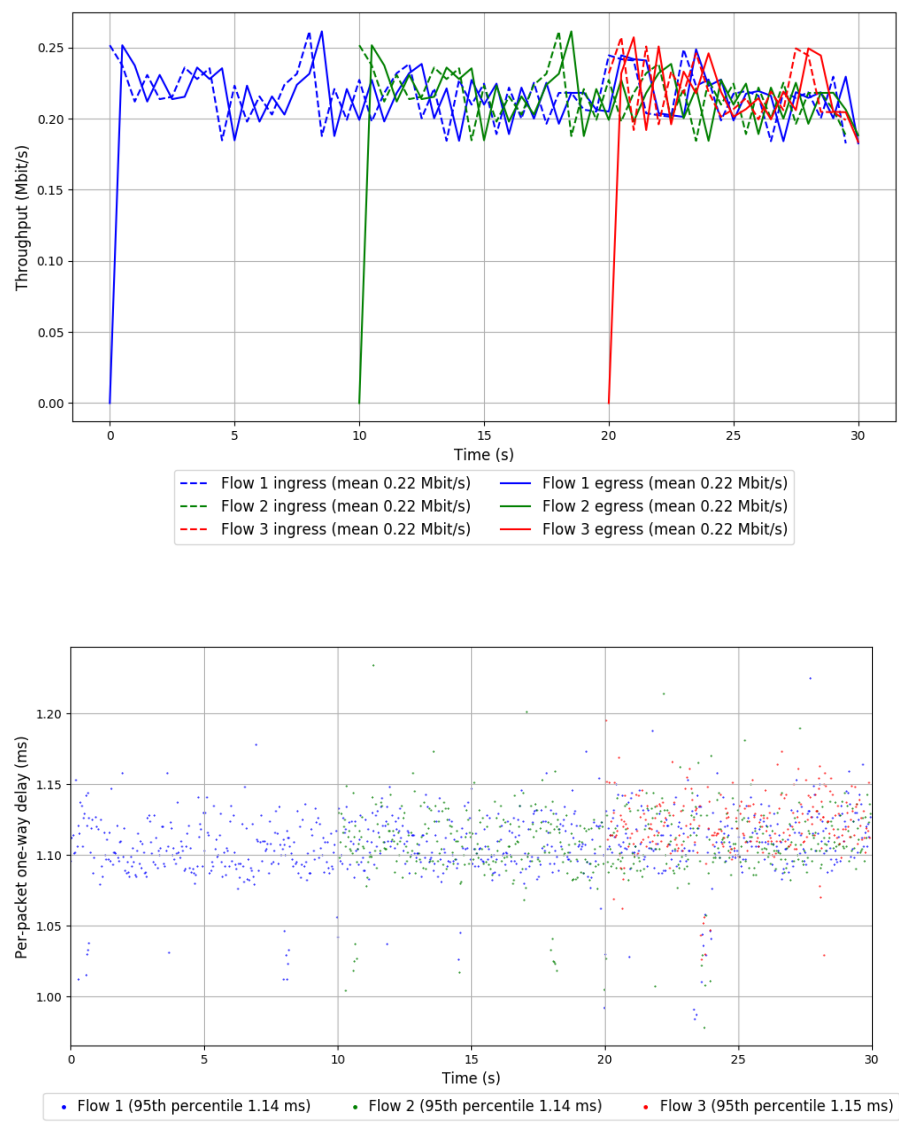 0.25
0.20
0.15
0.10
0.05
0.00
Throughput (Mbit/s)
0 5 10 15 20 25 30
Time (s)
Flow 1 ingress (mean 0.22 Mbit/s) Flow 1 egress (mean 0.22 Mbit/s)
Flow 2 ingress (mean 0.22 Mbit/s) Flow 2 egress (mean 0.22 Mbit/s)
Flow 3 ingress (mean 0.22 Mbit/s) Flow 3 egress (mean 0.22 Mbit/s)
1.20
1.15
1.10
1.05
1.00
Per-packet one-way delay (ms)
0 5 10 15 20 25 30
Time (s)
Flow 1 (95th percentile 1.14 ms) Flow 2 (95th percentile 1.14 ms) Flow 3 (95th percentile 1.15 ms)